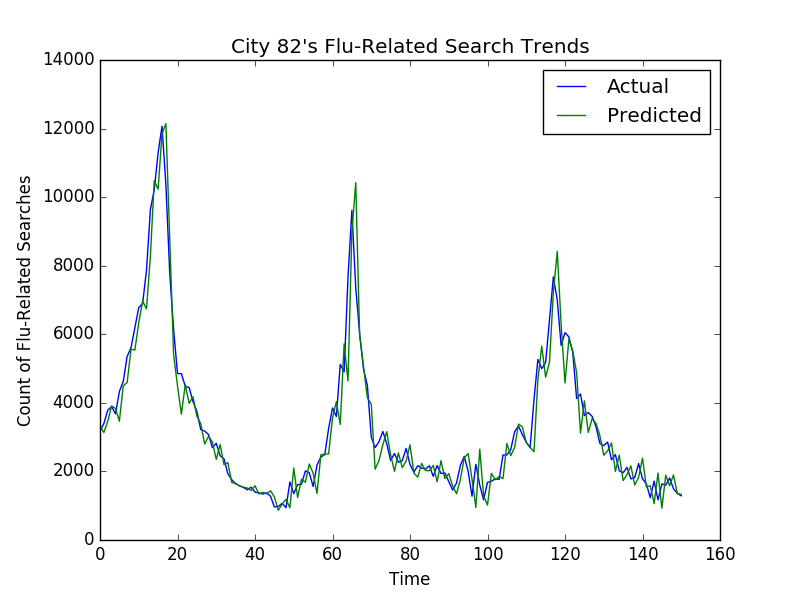 City 82's Flu-Related Search Trends
Actual
Predicted
Count of Flu-Related Searches
14000
12000
10000
8000
6000
4000
2000
0
0 20 40 60 80 100 120 140 160
Time